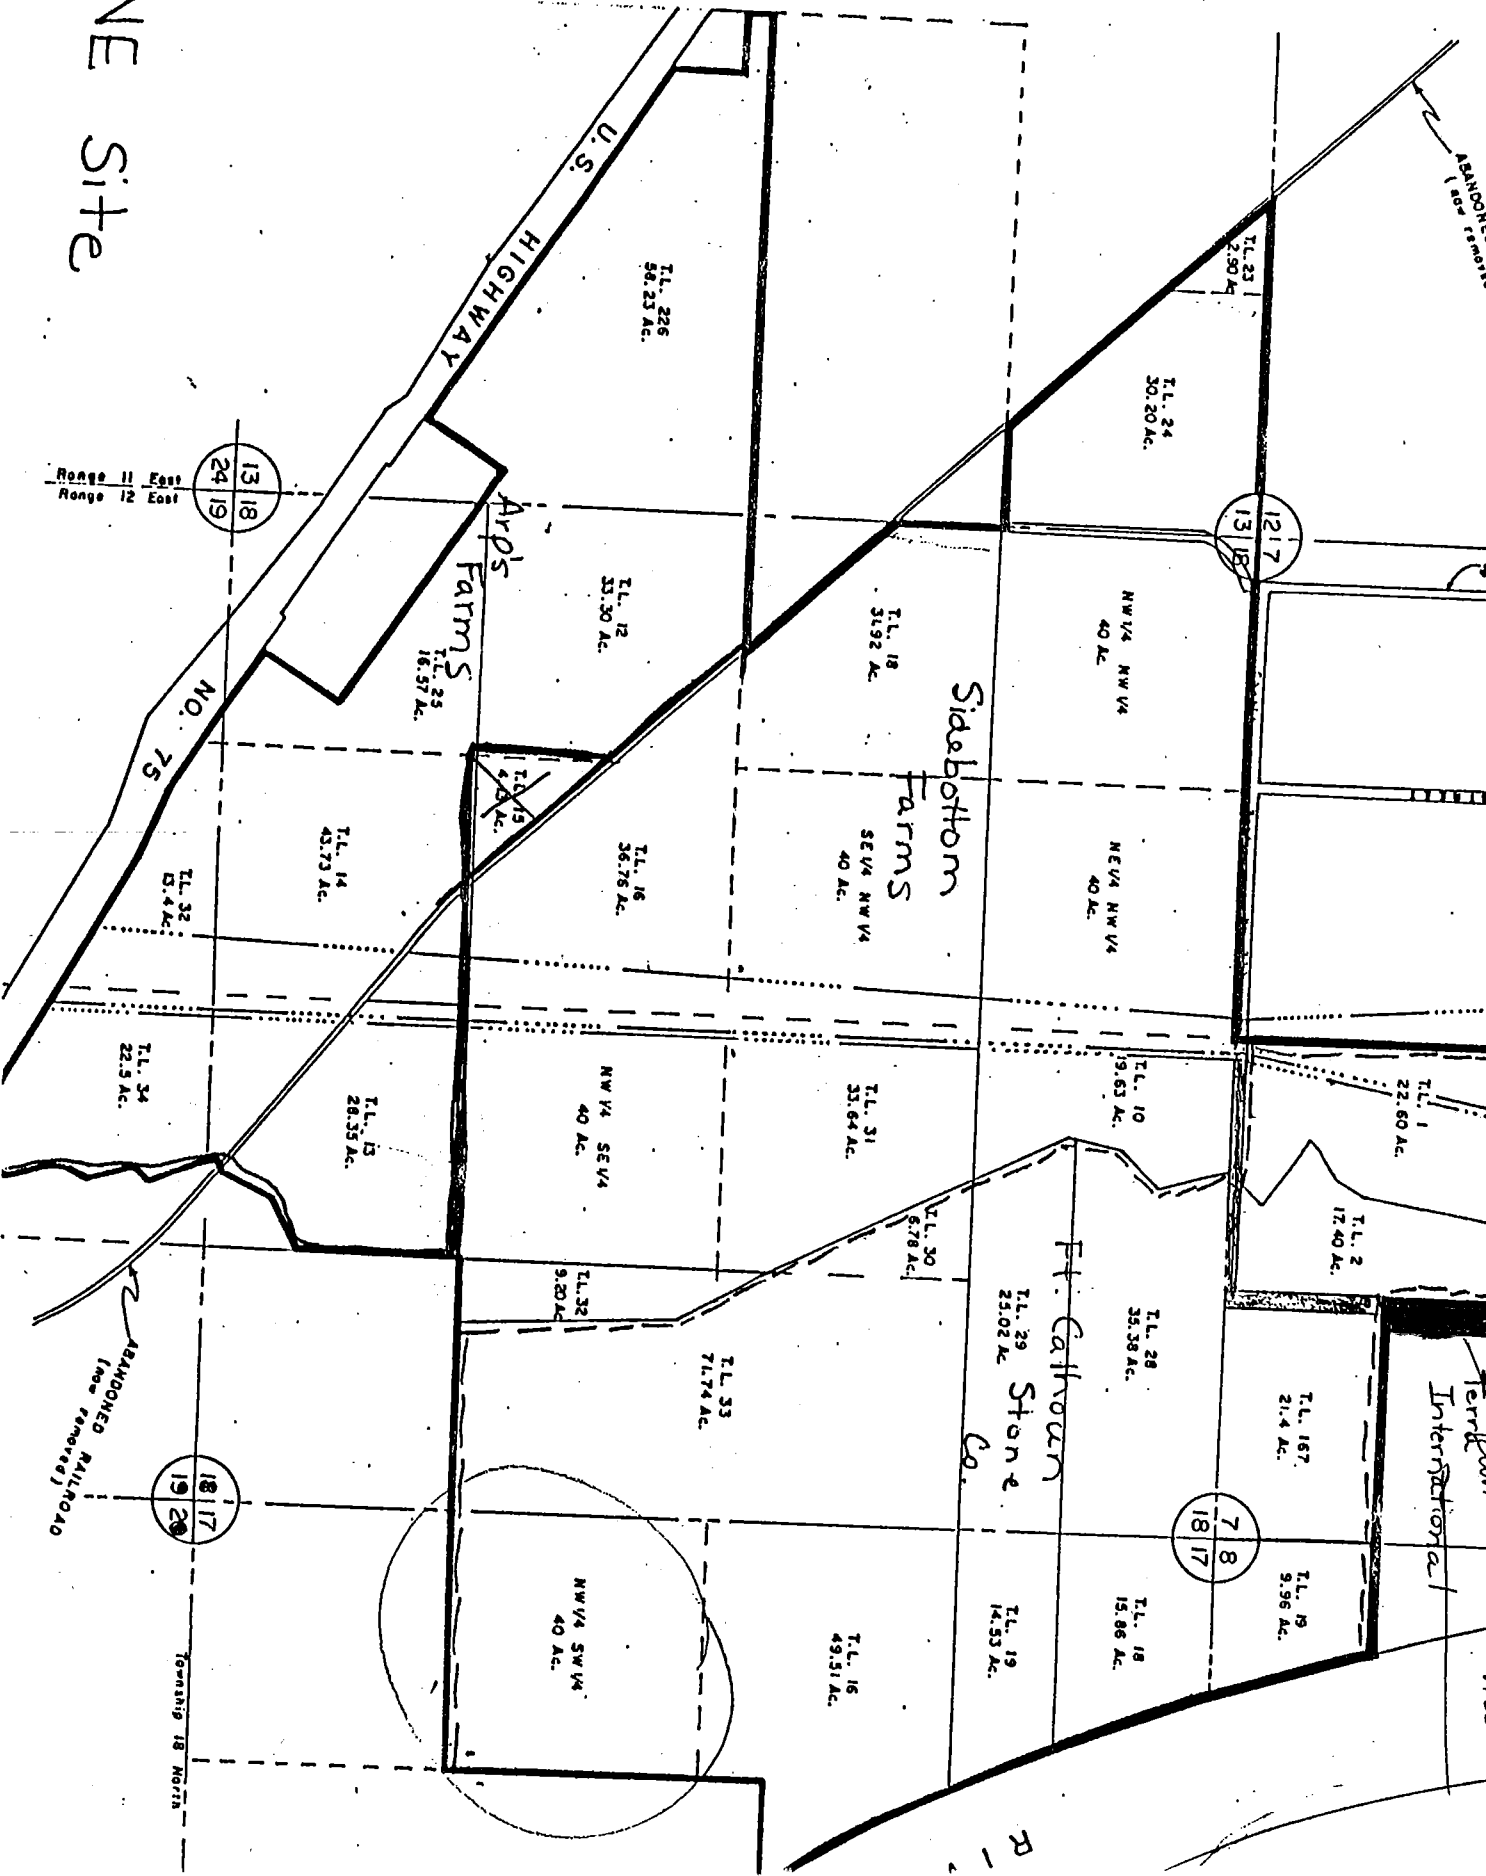 NE Site
U.S. HIGHWAY NO. 75
T.L. 226
58.23 Ac.
T.L. 23
2.90 Ac
T.L. 24
30.20 Ac.
Range 11 East
Range 12 East
13 18
24 19
12 17
13 18
Aro's
Farms
T.L. 12
33.30 Ac.
T.L. 25
16.57 Ac.
T.L. 18
31.92 Ac.
NW 1/4 NW 1/4
40 Ac.
Sidebottom
Farms
NE 1/4 NW 1/4
40 Ac.
SE 1/4 NW 1/4
40 Ac.
T.L. 15
Ac.
T.L. 16
36.76 Ac.
T.L. 14
43.73 Ac.
T.L. 32
13.4 Ac.
T.L. 34
22.5 Ac.
T.L. 13
28.35 Ac.
NW 1/4 SE 1/4
40 Ac.
T.L. 31
33.64 Ac.
T.L. 10
19.63 Ac.
T.L. 1
22.60 Ac.
T.L. 2
17.40 Ac.
T.L. 30
6.78 Ac.
T.L. 32
9.20 Ac
T.L. 33
71.74 Ac.
T.L. 29
25.02 Ac
T.L. 28
35.38 Ac.
Ft. Calhoun
Stone
Co.
T.L. 167
21.4 Ac.
International
7 8
18 17
T.L. 19
9.96 Ac.
T.L. 18
15.86 Ac.
T.L. 19
14.53 Ac.
T.L. 16
49.51 Ac.
NW 1/4 SW 1/4
40 Ac.
ABANDONED RAILROAD
(now removed)
18 17
19 20
Township 18 North